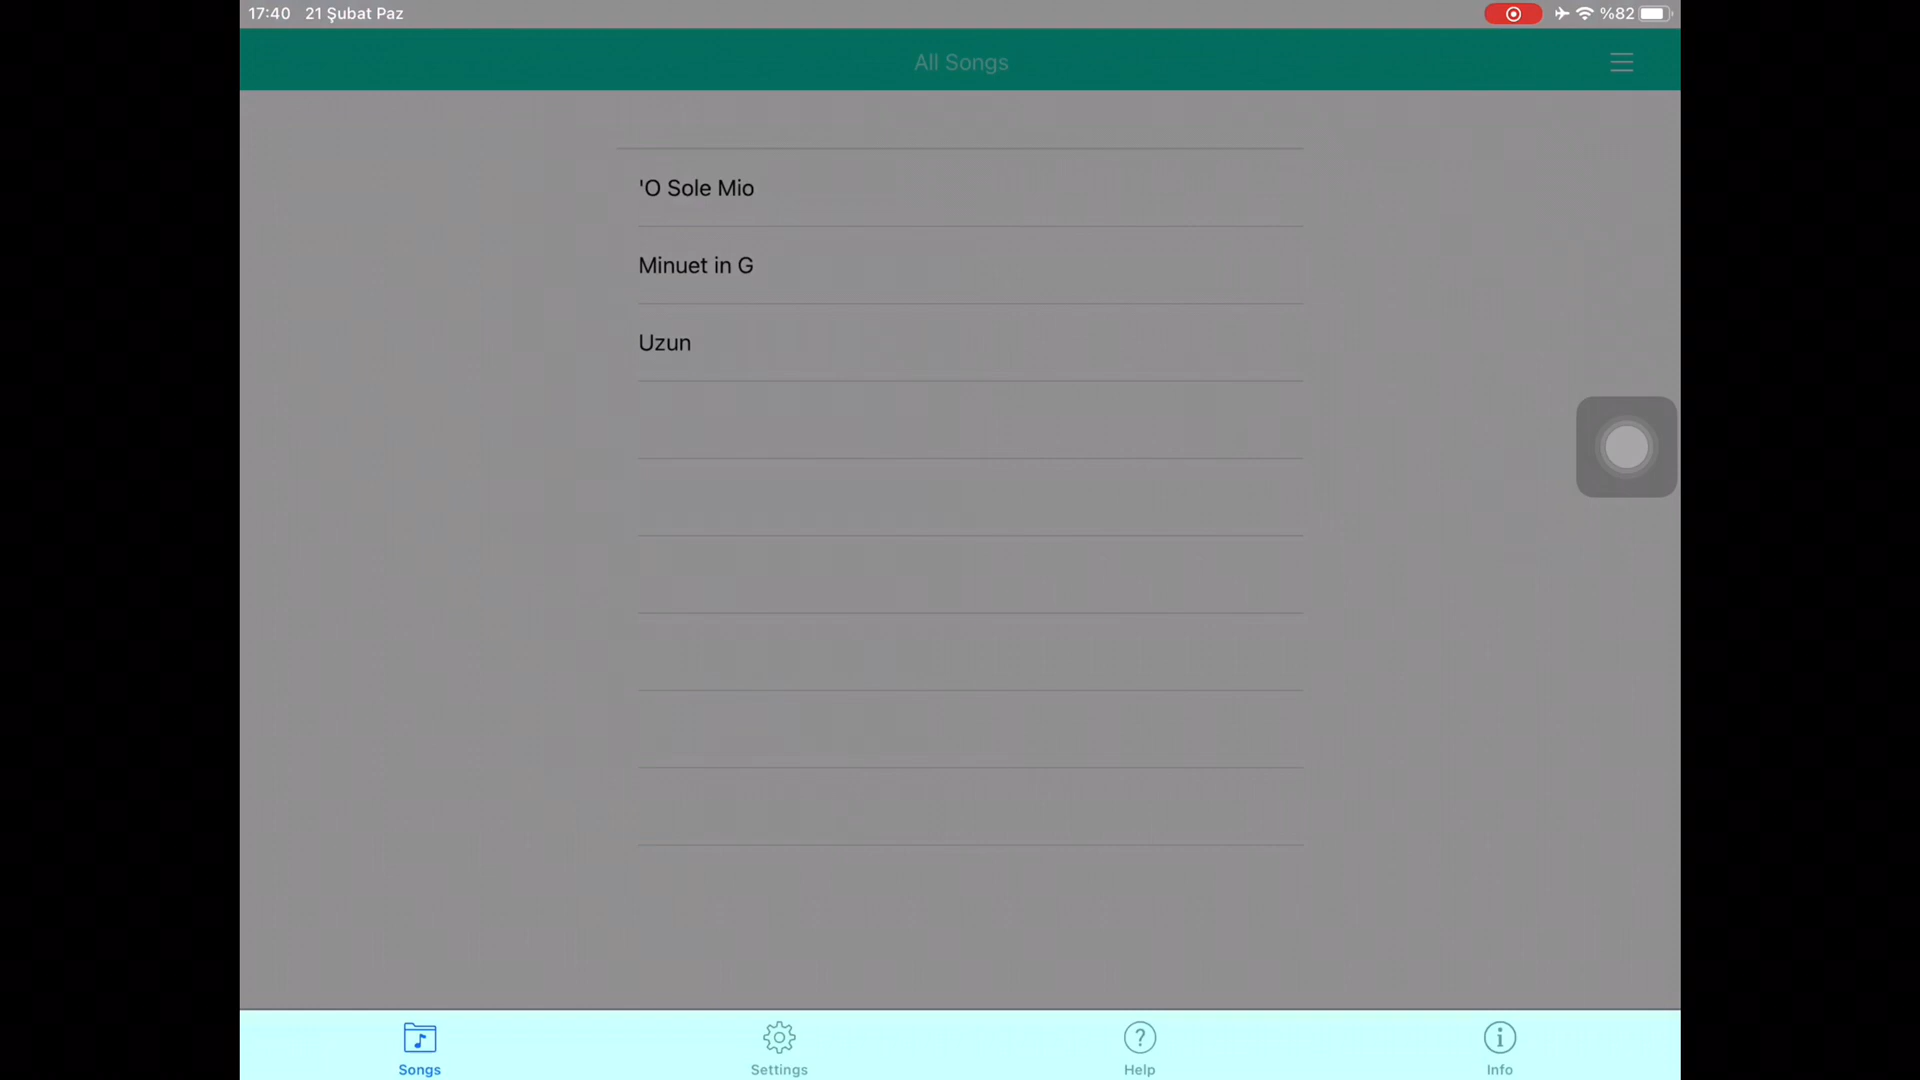 17:40 21 Şubat Paz %82
All Songs
'O Sole Mio
Minuet in G
Uzun
Songs Settings Help Info